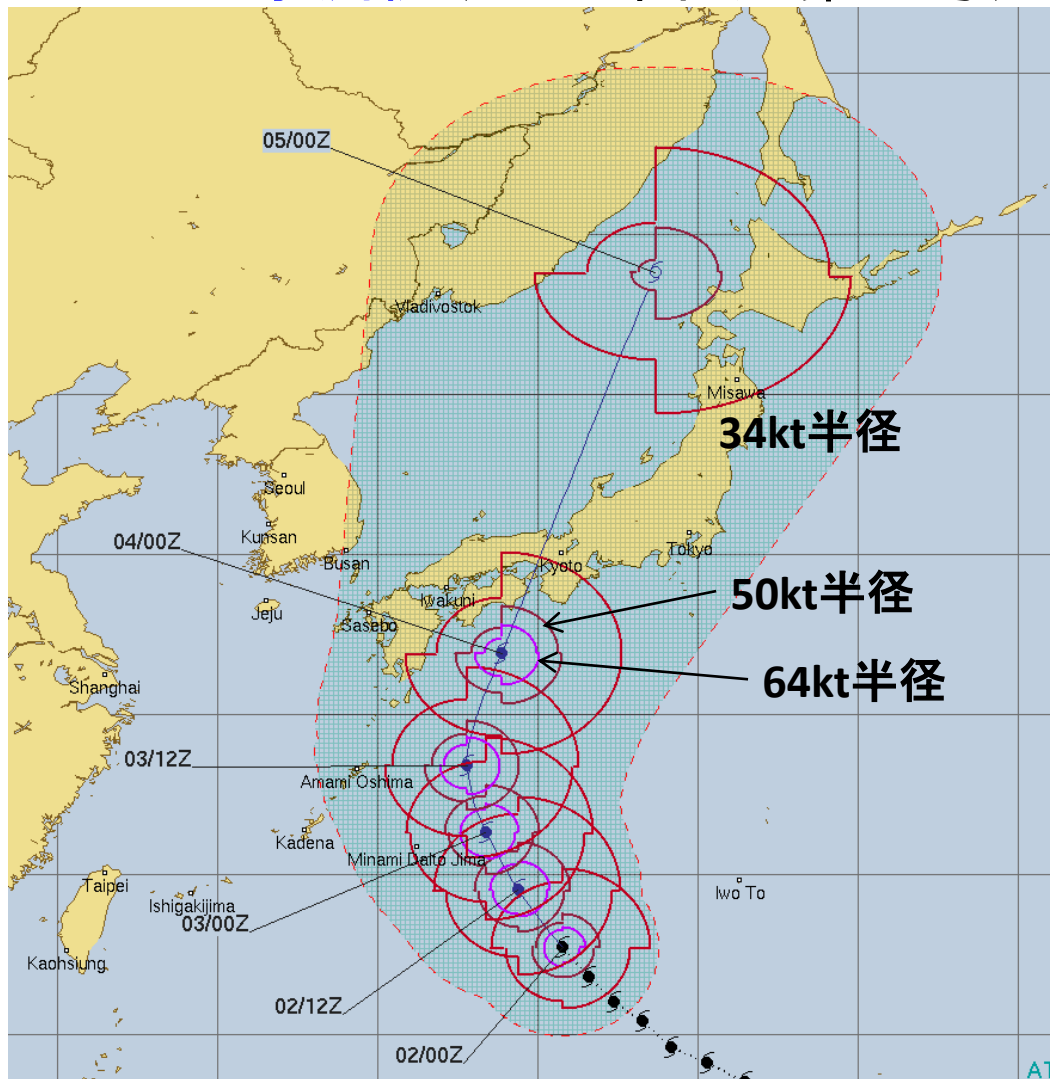 05/00Z
Vladivostok
Misawa
34kt半径
Seoul
Kunsan
04/00Z
Busan
Kyoto
Tokyo
Jeju
Iwakuni
Sasebo
50kt半径
64kt半径
Shanghai
03/12Z
Amami Oshima
Kadena
Minami Daito Jima
Taipei
Ishigakijima
Iwo To
03/00Z
Kaohsiung
02/12Z
02/00Z
AT